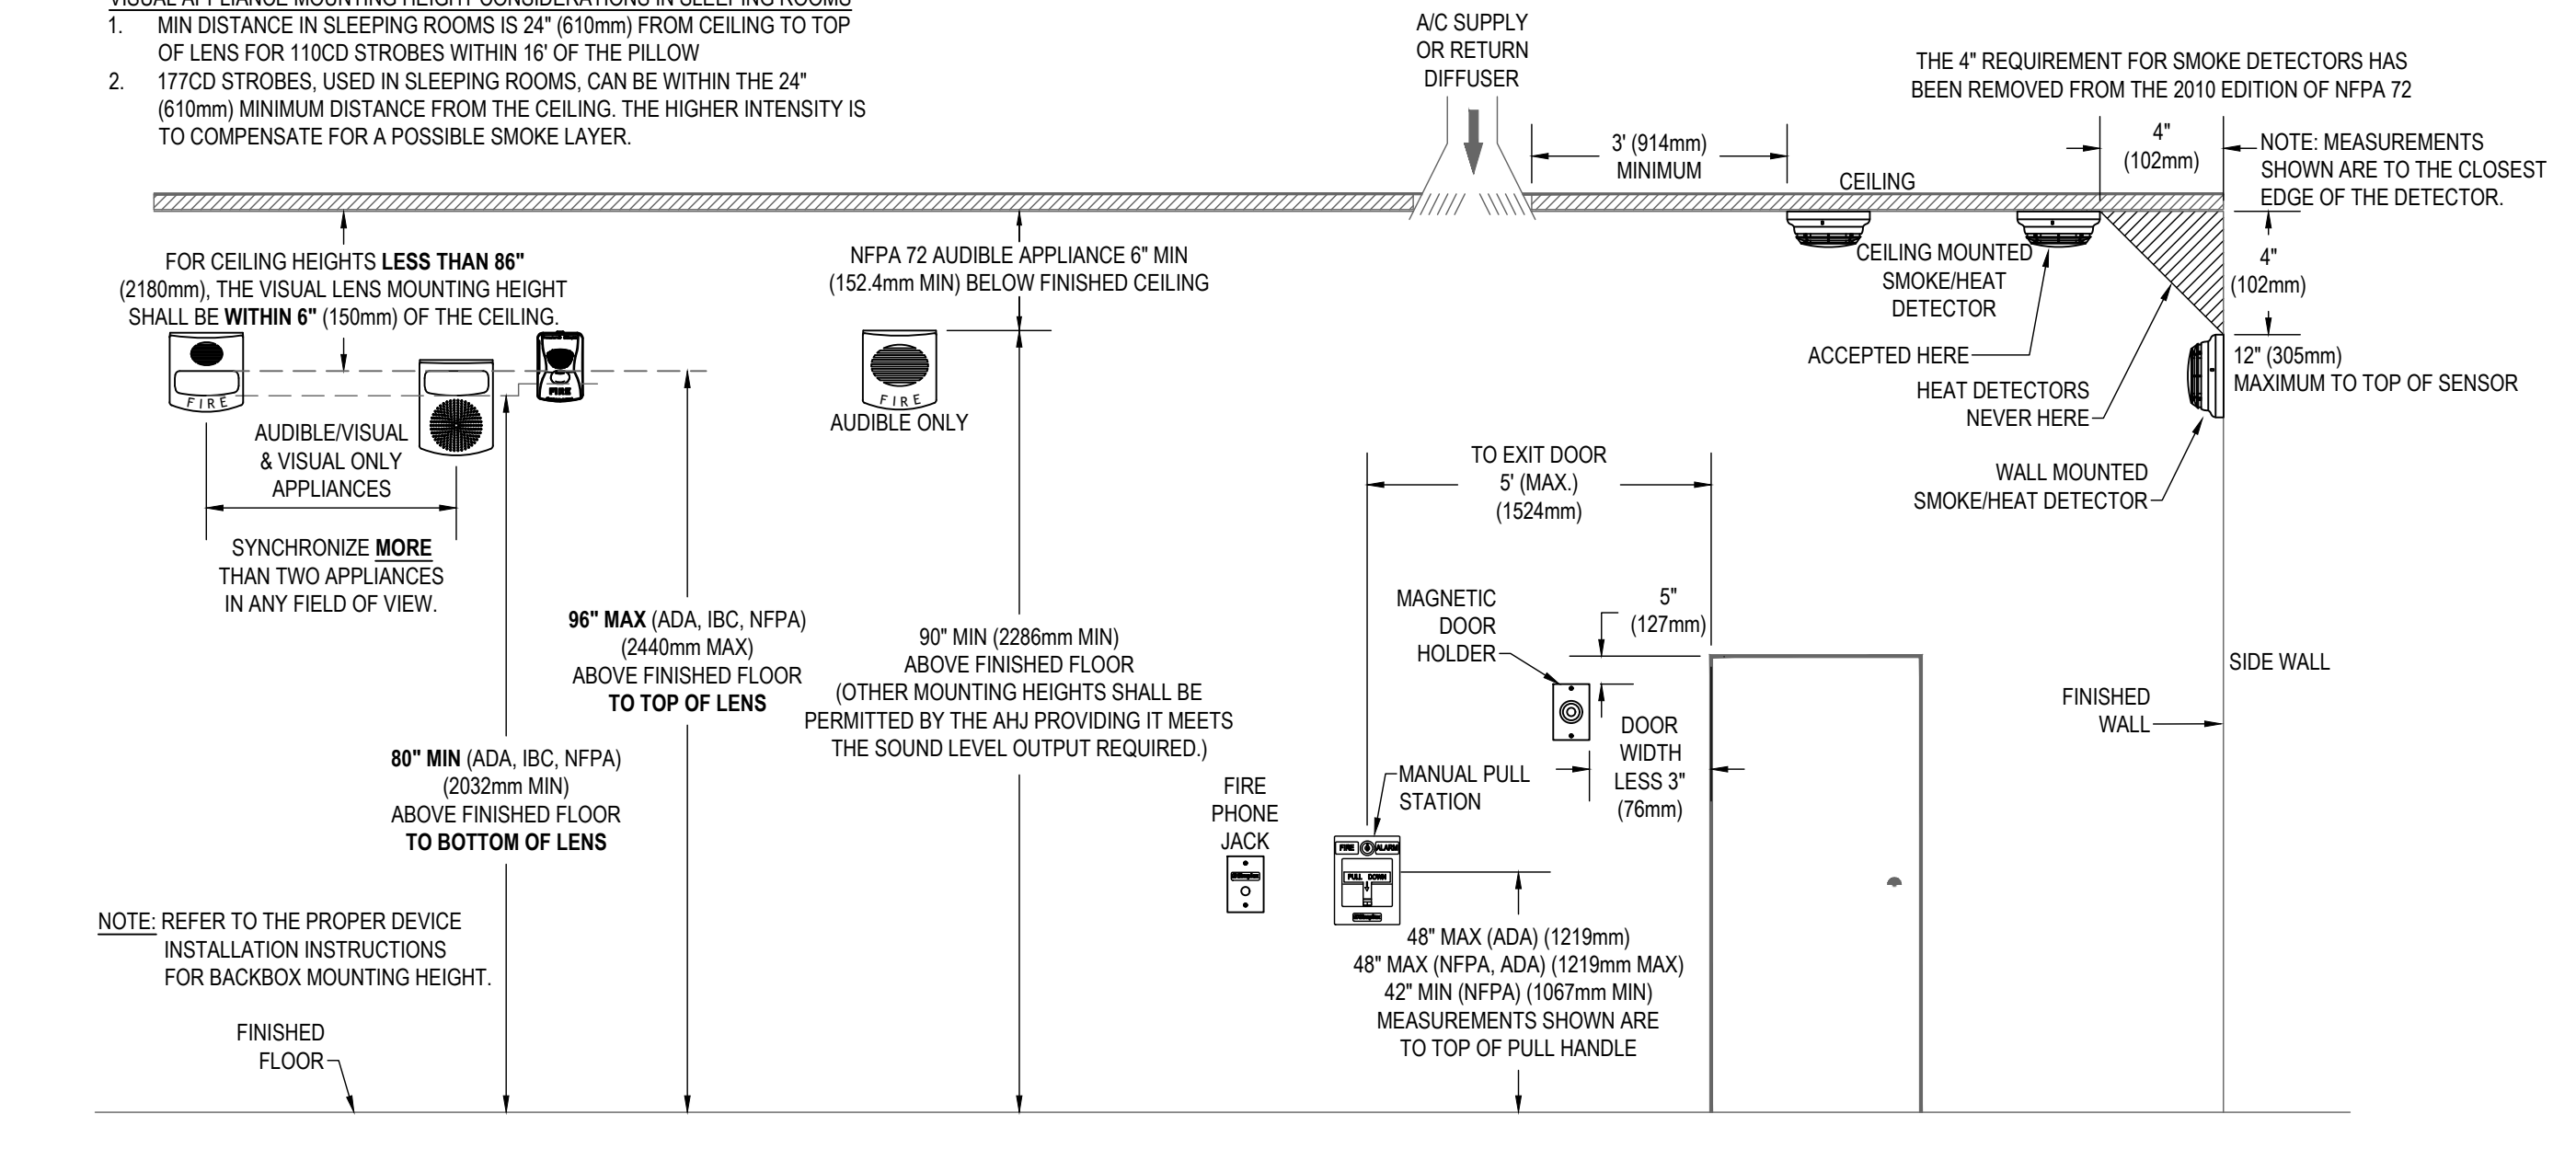 VISUAL APPLIANCE MOUNTING HEIGHT CONSIDERATIONS IN SLEEPING ROOMS
1. MIN DISTANCE IN SLEEPING ROOMS IS 24" (610mm) FROM CEILING TO TOP
OF LENS FOR 110CD STROBES WITHIN 16' OF THE PILLOW
2. 177CD STROBES, USED IN SLEEPING ROOMS, CAN BE WITHIN THE 24"
(610mm) MINIMUM DISTANCE FROM THE CEILING. THE HIGHER INTENSITY IS
TO COMPENSATE FOR A POSSIBLE SMOKE LAYER.
A/C SUPPLY
OR RETURN
DIFFUSER
3' (914mm)
MINIMUM
CEILING
THE 4" REQUIREMENT FOR SMOKE DETECTORS HAS
BEEN REMOVED FROM THE 2010 EDITION OF NFPA 72
4"
(102mm)
NOTE: MEASUREMENTS
SHOWN ARE TO THE CLOSEST
EDGE OF THE DETECTOR.
FOR CEILING HEIGHTS LESS THAN 86"
(2180mm), THE VISUAL LENS MOUNTING HEIGHT
SHALL BE WITHIN 6" (150mm) OF THE CEILING.
NFPA 72 AUDIBLE APPLIANCE 6" MIN
(152.4mm MIN) BELOW FINISHED CEILING
CEILING MOUNTED
SMOKE/HEAT
DETECTOR
4"
(102mm)
ACCEPTED HERE
12" (305mm)
MAXIMUM TO TOP OF SENSOR
HEAT DETECTORS
NEVER HERE
WALL MOUNTED
SMOKE/HEAT DETECTOR
FIRE
FIRE
FIRE
AUDIBLE ONLY
AUDIBLE/VISUAL
& VISUAL ONLY
APPLIANCES
SYNCHRONIZE MORE
THAN TWO APPLIANCES
IN ANY FIELD OF VIEW.
TO EXIT DOOR
5' (MAX.)
(1524mm)
96" MAX (ADA, IBC, NFPA)
(2440mm MAX)
ABOVE FINISHED FLOOR
TO TOP OF LENS
90" MIN (2286mm MIN)
ABOVE FINISHED FLOOR
(OTHER MOUNTING HEIGHTS SHALL BE
PERMITTED BY THE AHJ PROVIDING IT MEETS
THE SOUND LEVEL OUTPUT REQUIRED.)
MAGNETIC
DOOR
HOLDER
5"
(127mm)
DOOR
WIDTH
LESS 3"
(76mm)
SIDE WALL
FINISHED
WALL
80" MIN (ADA, IBC, NFPA)
(2032mm MIN)
ABOVE FINISHED FLOOR
TO BOTTOM OF LENS
FIRE
PHONE
JACK
MANUAL PULL
STATION
FIRE ALARM
PULL DOWN
48" MAX (ADA) (1219mm)
48" MAX (NFPA, ADA) (1219mm MAX)
42" MIN (NFPA) (1067mm MIN)
MEASUREMENTS SHOWN ARE
TO TOP OF PULL HANDLE
NOTE: REFER TO THE PROPER DEVICE
INSTALLATION INSTRUCTIONS
FOR BACKBOX MOUNTING HEIGHT.
FINISHED
FLOOR